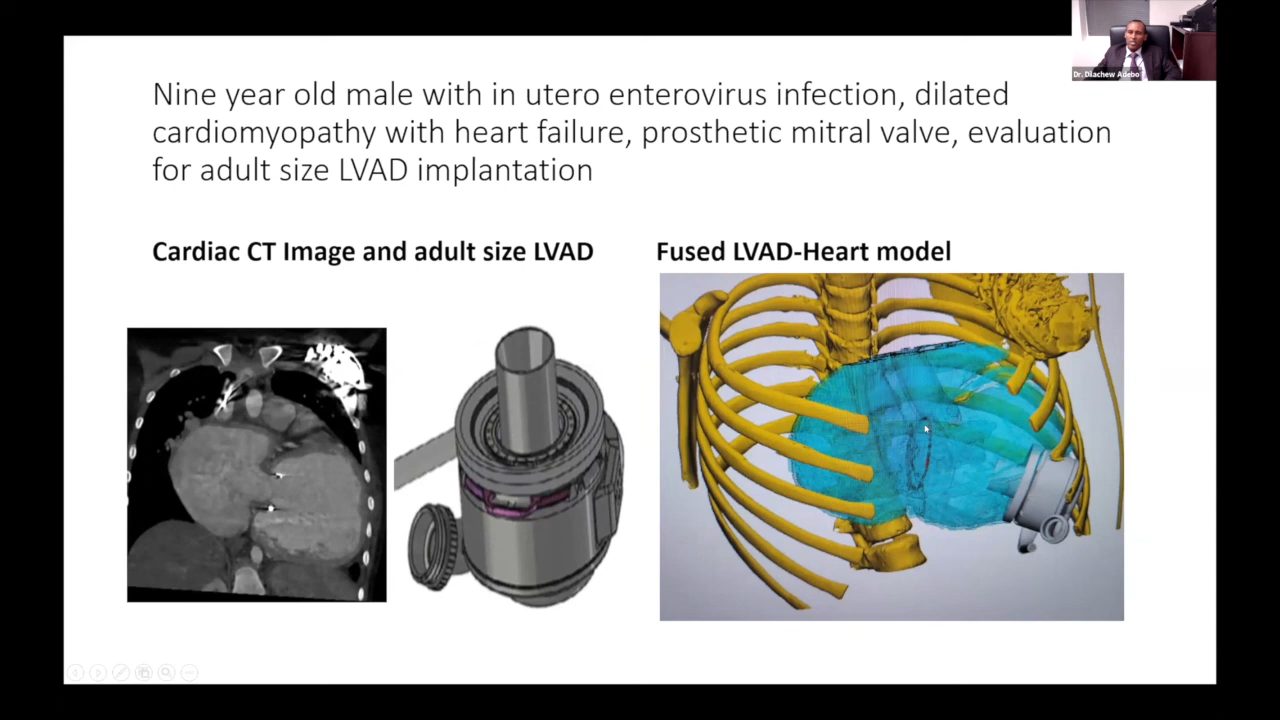 Dr. Dilachew Adebo
Nine year old male with in utero enterovirus infection, dilated
cardiomyopathy with heart failure, prosthetic mitral valve, evaluation
for adult size LVAD implantation
Cardiac CT Image and adult size LVAD
Fused LVAD-Heart model